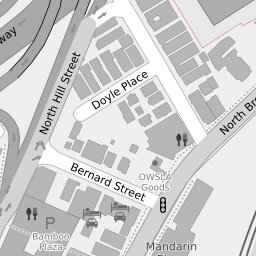 way
North Hill Street
Doyle Place
North Br
OWSLA
Goods
Bernard Street
P
Bamboo
Plaza
Mandarin